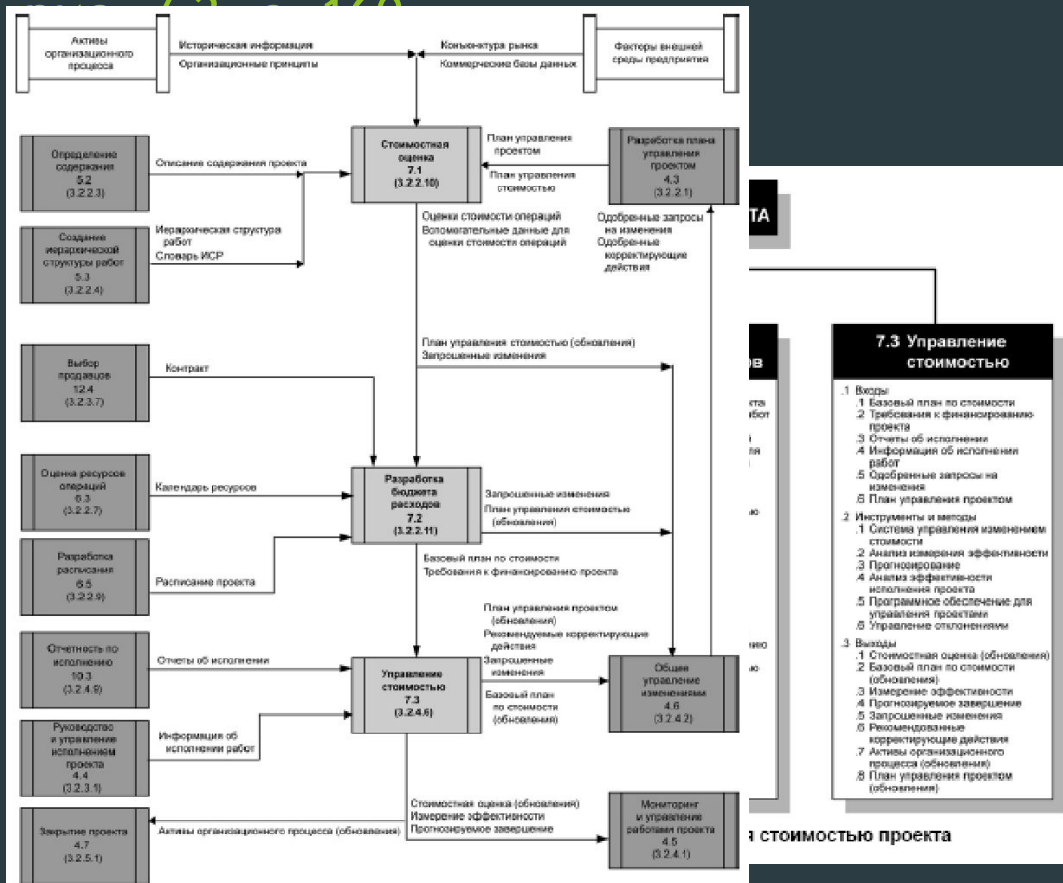 Активы
организационного
процесса
Историческая информация
Организационные принципы
Конъюнктура рынка
Коммерческие базы данных
Факторы внешней
среды предприятия
Определение
содержания
5.2
(3.2.2.3)
Описание содержания проекта
Стоимостная
оценка
7.1
(3.2.2.10)
План управления
проектом
План управления
стоимостью
Разработка плана
управления
проектом
4.3
(3.2.2.1)
Создание
иерархической
структуры работ
5.3
(3.2.2.4)
Иерархическая структура
работ
Словарь ИСР
Оценки стоимости операций
Вспомогательные данные для
оценки стоимости операций
Одобренные запросы
на изменения
Одобренные
корректирующие
действия
План управления стоимостью (обновления)
Запрошенные изменения
Выбор
продавцов
12.4
(3.2.3.7)
Контракт
Оценка ресурсов
операций
6.3
(3.2.2.7)
Календарь ресурсов
Разработка
бюджета
расходов
7.2
(3.2.2.11)
Запрошенные изменения
План управления стоимостью
(обновления)
Разработка
расписания
6.5
(3.2.2.9)
Расписание проекта
Базовый план по стоимости
Требования к финансированию проекта
План управления проектом
(обновления)
Рекомендуемые корректирующие
действия
Запрошенные
изменения
Базовый план
по стоимости
(обновления)
Отчетность по
исполнению
10.3
(3.2.4.9)
Отчеты об исполнении
Управление
стоимостью
7.3
(3.2.4.6)
Общее
управление
изменениями
4.6
(3.2.4.2)
Руководство
и управление
исполнением
проекта
4.4
(3.2.3.1)
Информация об
исполнении работ
Закрытие проекта
4.7
(3.2.5.1)
Активы организационного процесса (обновления)
Стоимостная оценка (обновления)
Измерение эффективности
Прогнозируемое завершение
Мониторинг
и управление
работами проекта
4.5
(3.2.4.1)
ТА
7.3 Управление
стоимостью
.1 Входы
.1 Базовый план по стоимости
.2 Требования к финансированию
проекта
.3 Отчеты об исполнении
.4 Информация об исполнении
работ
.5 Одобренные запросы на
изменения
.6 План управления проектом
.2 Инструменты и методы
.1 Система управления изменением
стоимости
.2 Анализ измерения эффективности
.3 Прогнозирование
.4 Анализ эффективности
исполнения проекта
.5 Программное обеспечение для
управления проектами
.6 Управление отклонениями
.3 Выходы
.1 Стоимостная оценка (обновления)
.2 Базовый план по стоимости
(обновления)
.3 Измерение эффективности
.4 Прогнозируемое завершение
.5 Запрошенные изменения
.6 Рекомендованные
корректирующие действия
.7 Активы организационного
процесса (обновления)
.8 План управления проектом
(обновления)
я стоимостью проекта